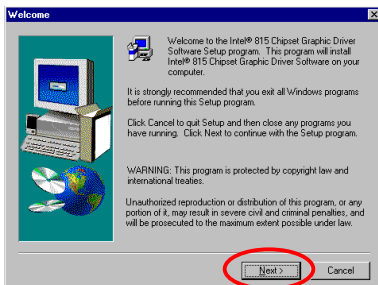 Welcome
Welcome to the Intel® 815 Chipset Graphic Driver
Software Setup program. This program will install
Intel® 815 Chipset Graphic Driver Software on your
computer.
It is strongly recommended that you exit all Windows programs
before running this Setup program.
Click Cancel to quit Setup and then close any programs you
have running. Click Next to continue with the Setup program.
WARNING: This program is protected by copyright law and
international treaties.
Unauthorized reproduction or distribution of this program, or any
portion of it, may result in severe civil and criminal penalties, and
will be prosecuted to the maximum extent possible under law.
Next > Cancel